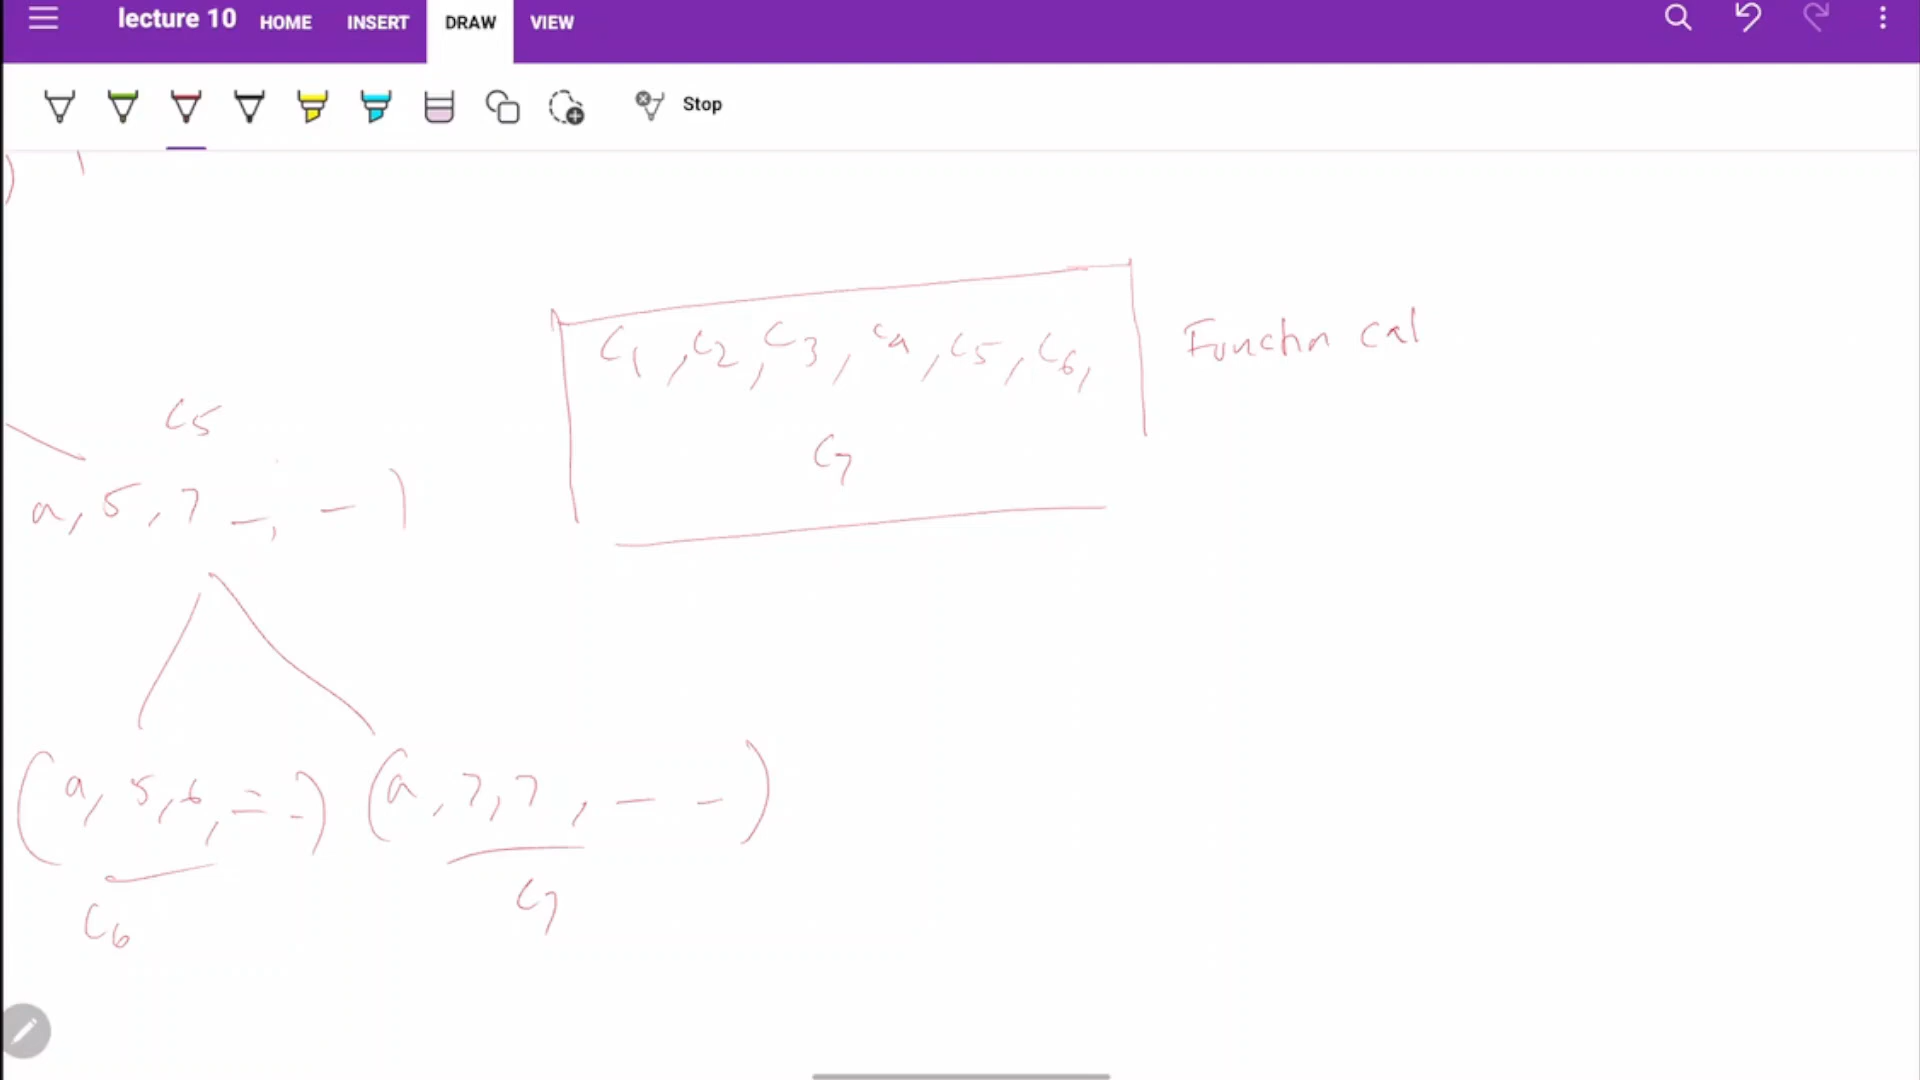 lecture 10 HOME INSERT DRAW VIEW
Stop
)
C1, C2, C3, C4, C5, C6,
C7
Functin cal
C5
a, 5, 7 -, - )
(a, 5, 6, = -) (a, 7, 7, - - )
C6
C7